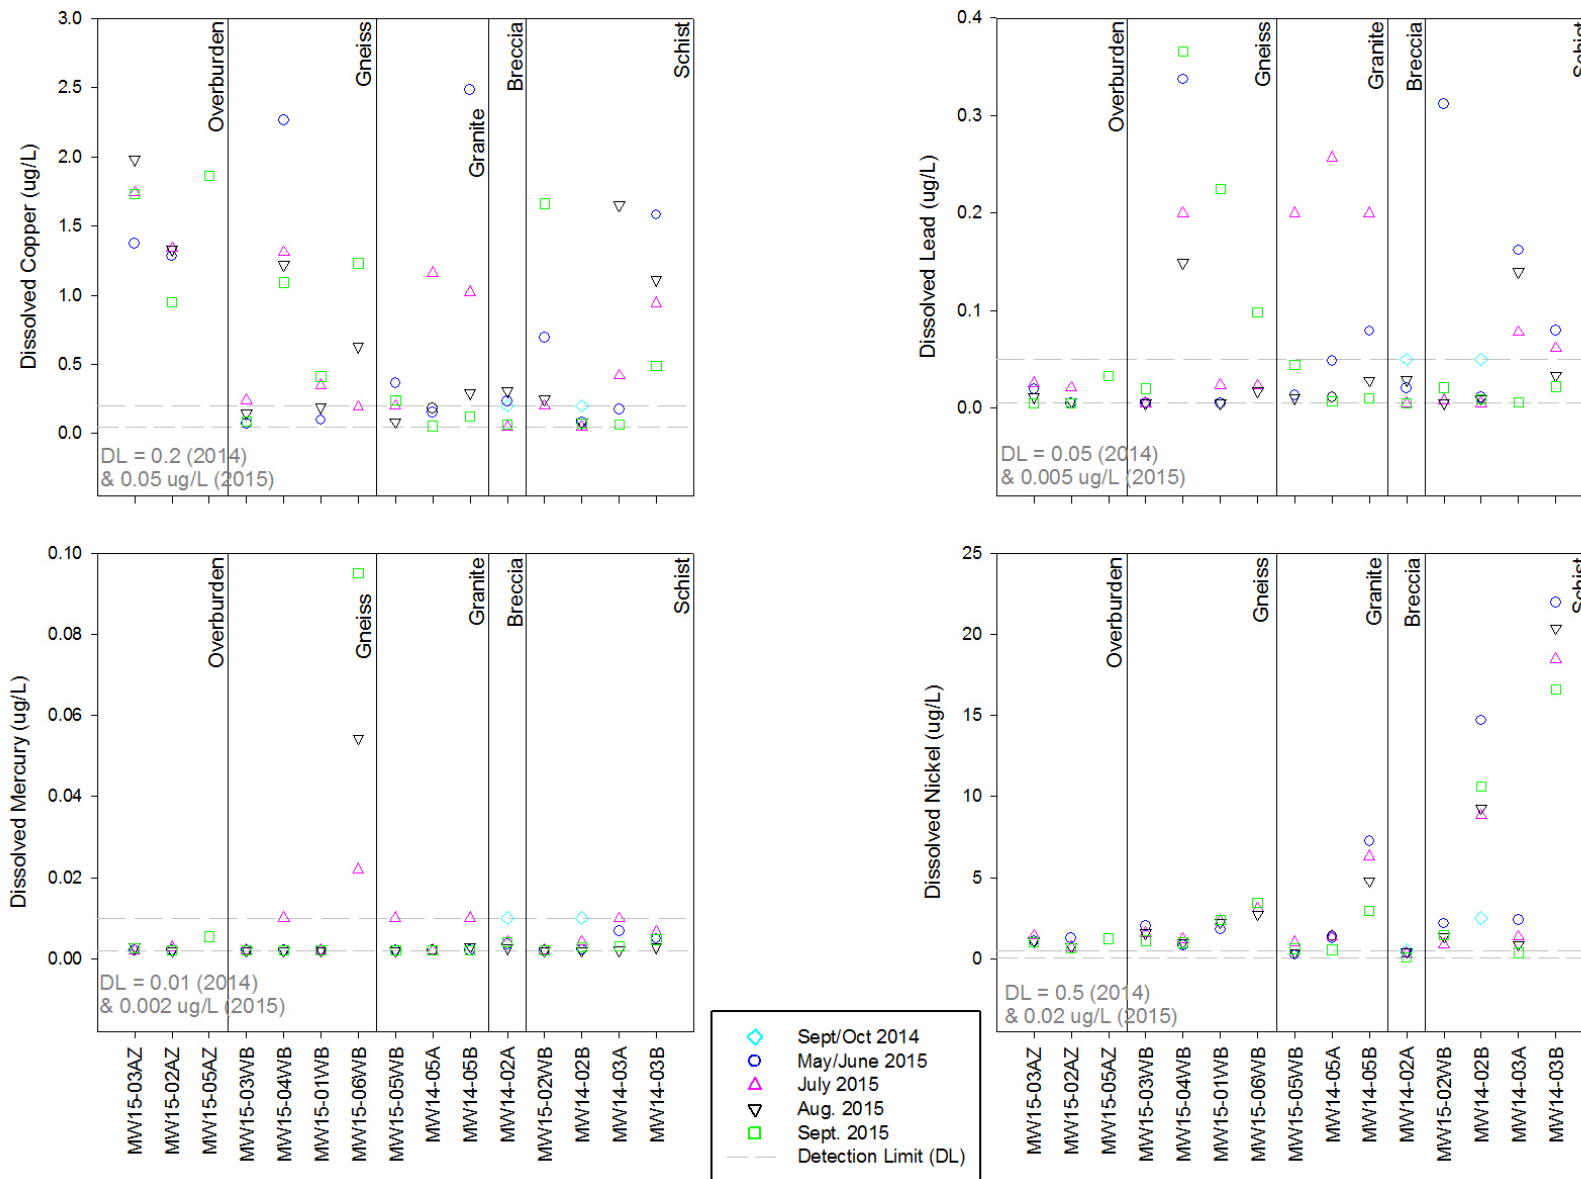 Dissolved Copper (ug/L)
3.0
2.5
2.0
1.5
1.0
0.5
0.0
Overburden
Gneiss
Granite
Breccia
Schist
DL = 0.2 (2014)
& 0.05 ug/L (2015)
Dissolved Lead (ug/L)
0.4
0.3
0.2
0.1
0.0
Overburden
Gneiss
Granite
Breccia
Schist
DL = 0.05 (2014)
& 0.005 ug/L (2015)
Dissolved Mercury (ug/L)
0.10
0.08
0.06
0.04
0.02
0.00
Overburden
Gneiss
Granite
Breccia
Schist
DL = 0.01 (2014)
& 0.002 ug/L (2015)
MW15-03AZ
MW15-02AZ
MW15-05AZ
MW15-03WB
MW15-04WB
MW15-01WB
MW15-06WB
MW15-05WB
MW14-05A
MW14-05B
MW14-02A
MW15-02WB
MW14-02B
MW14-03A
MW14-03B
Dissolved Nickel (ug/L)
25
20
15
10
5
0
Overburden
Gneiss
Granite
Breccia
Schist
DL = 0.5 (2014)
& 0.02 ug/L (2015)
MW15-03AZ
MW15-02AZ
MW15-05AZ
MW15-03WB
MW15-04WB
MW15-01WB
MW15-06WB
MW15-05WB
MW14-05A
MW14-05B
MW14-02A
MW15-02WB
MW14-02B
MW14-03A
MW14-03B
Sept/Oct 2014
May/June 2015
July 2015
Aug. 2015
Sept. 2015
Detection Limit (DL)